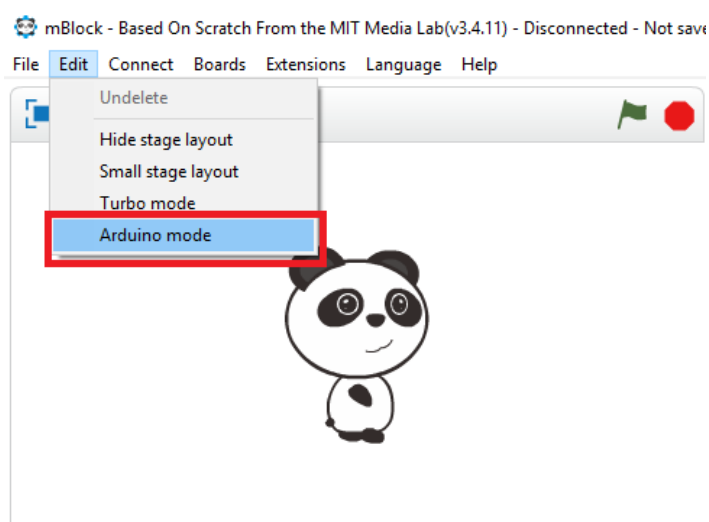 mBlock - Based On Scratch From the MIT Media Lab(v3.4.11) - Disconnected - Not save
File Edit Connect Boards Extensions Language Help
Undelete
Hide stage layout
Small stage layout
Turbo mode
Arduino mode